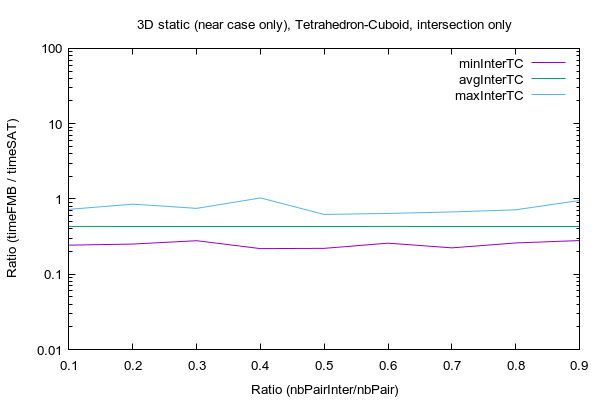 3D static (near case only), Tetrahedron-Cuboid, intersection only
100
10
1
0.1
0.01
Ratio (timeFMB / timeSAT)
minInterTC
avgInterTC
maxInterTC
0.1 0.2 0.3 0.4 0.5 0.6 0.7 0.8 0.9
Ratio (nbPairInter/nbPair)